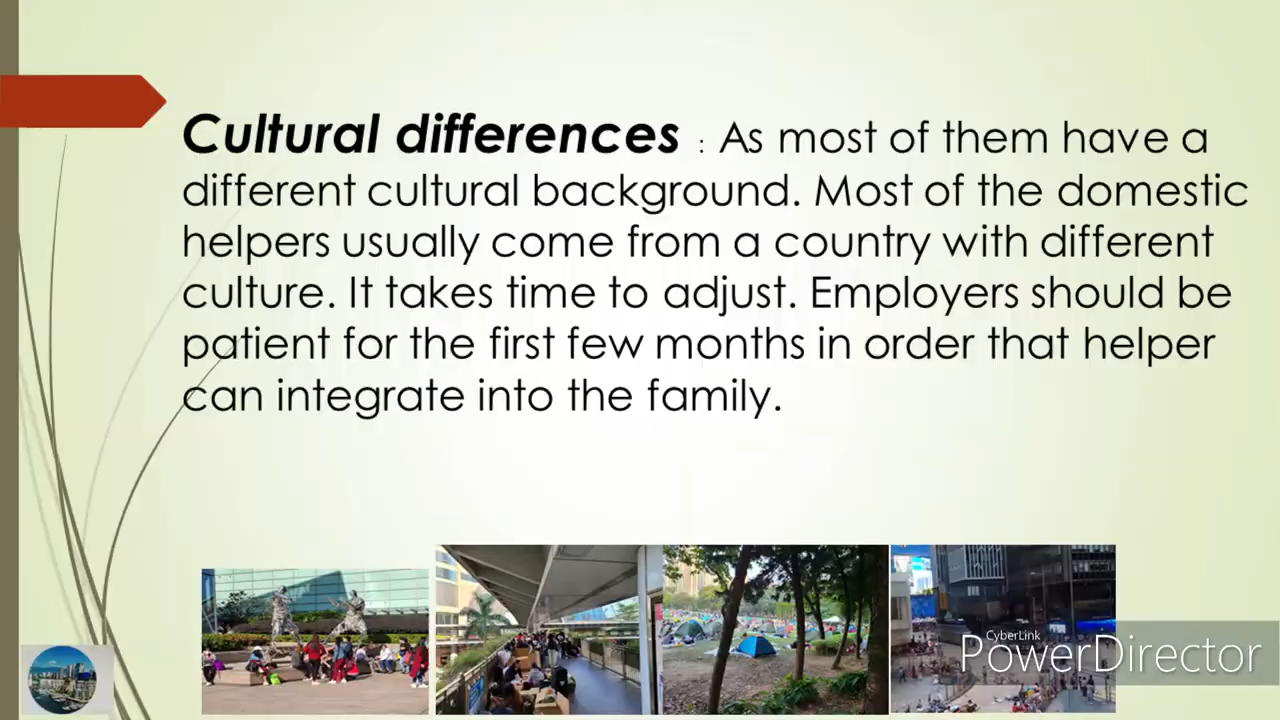 Cultural differences : As most of them have a
different cultural background. Most of the domestic
helpers usually come from a country with different
culture. It takes time to adjust. Employers should be
patient for the first few months in order that helper
can integrate into the family.
CyberLink
PowerDirector